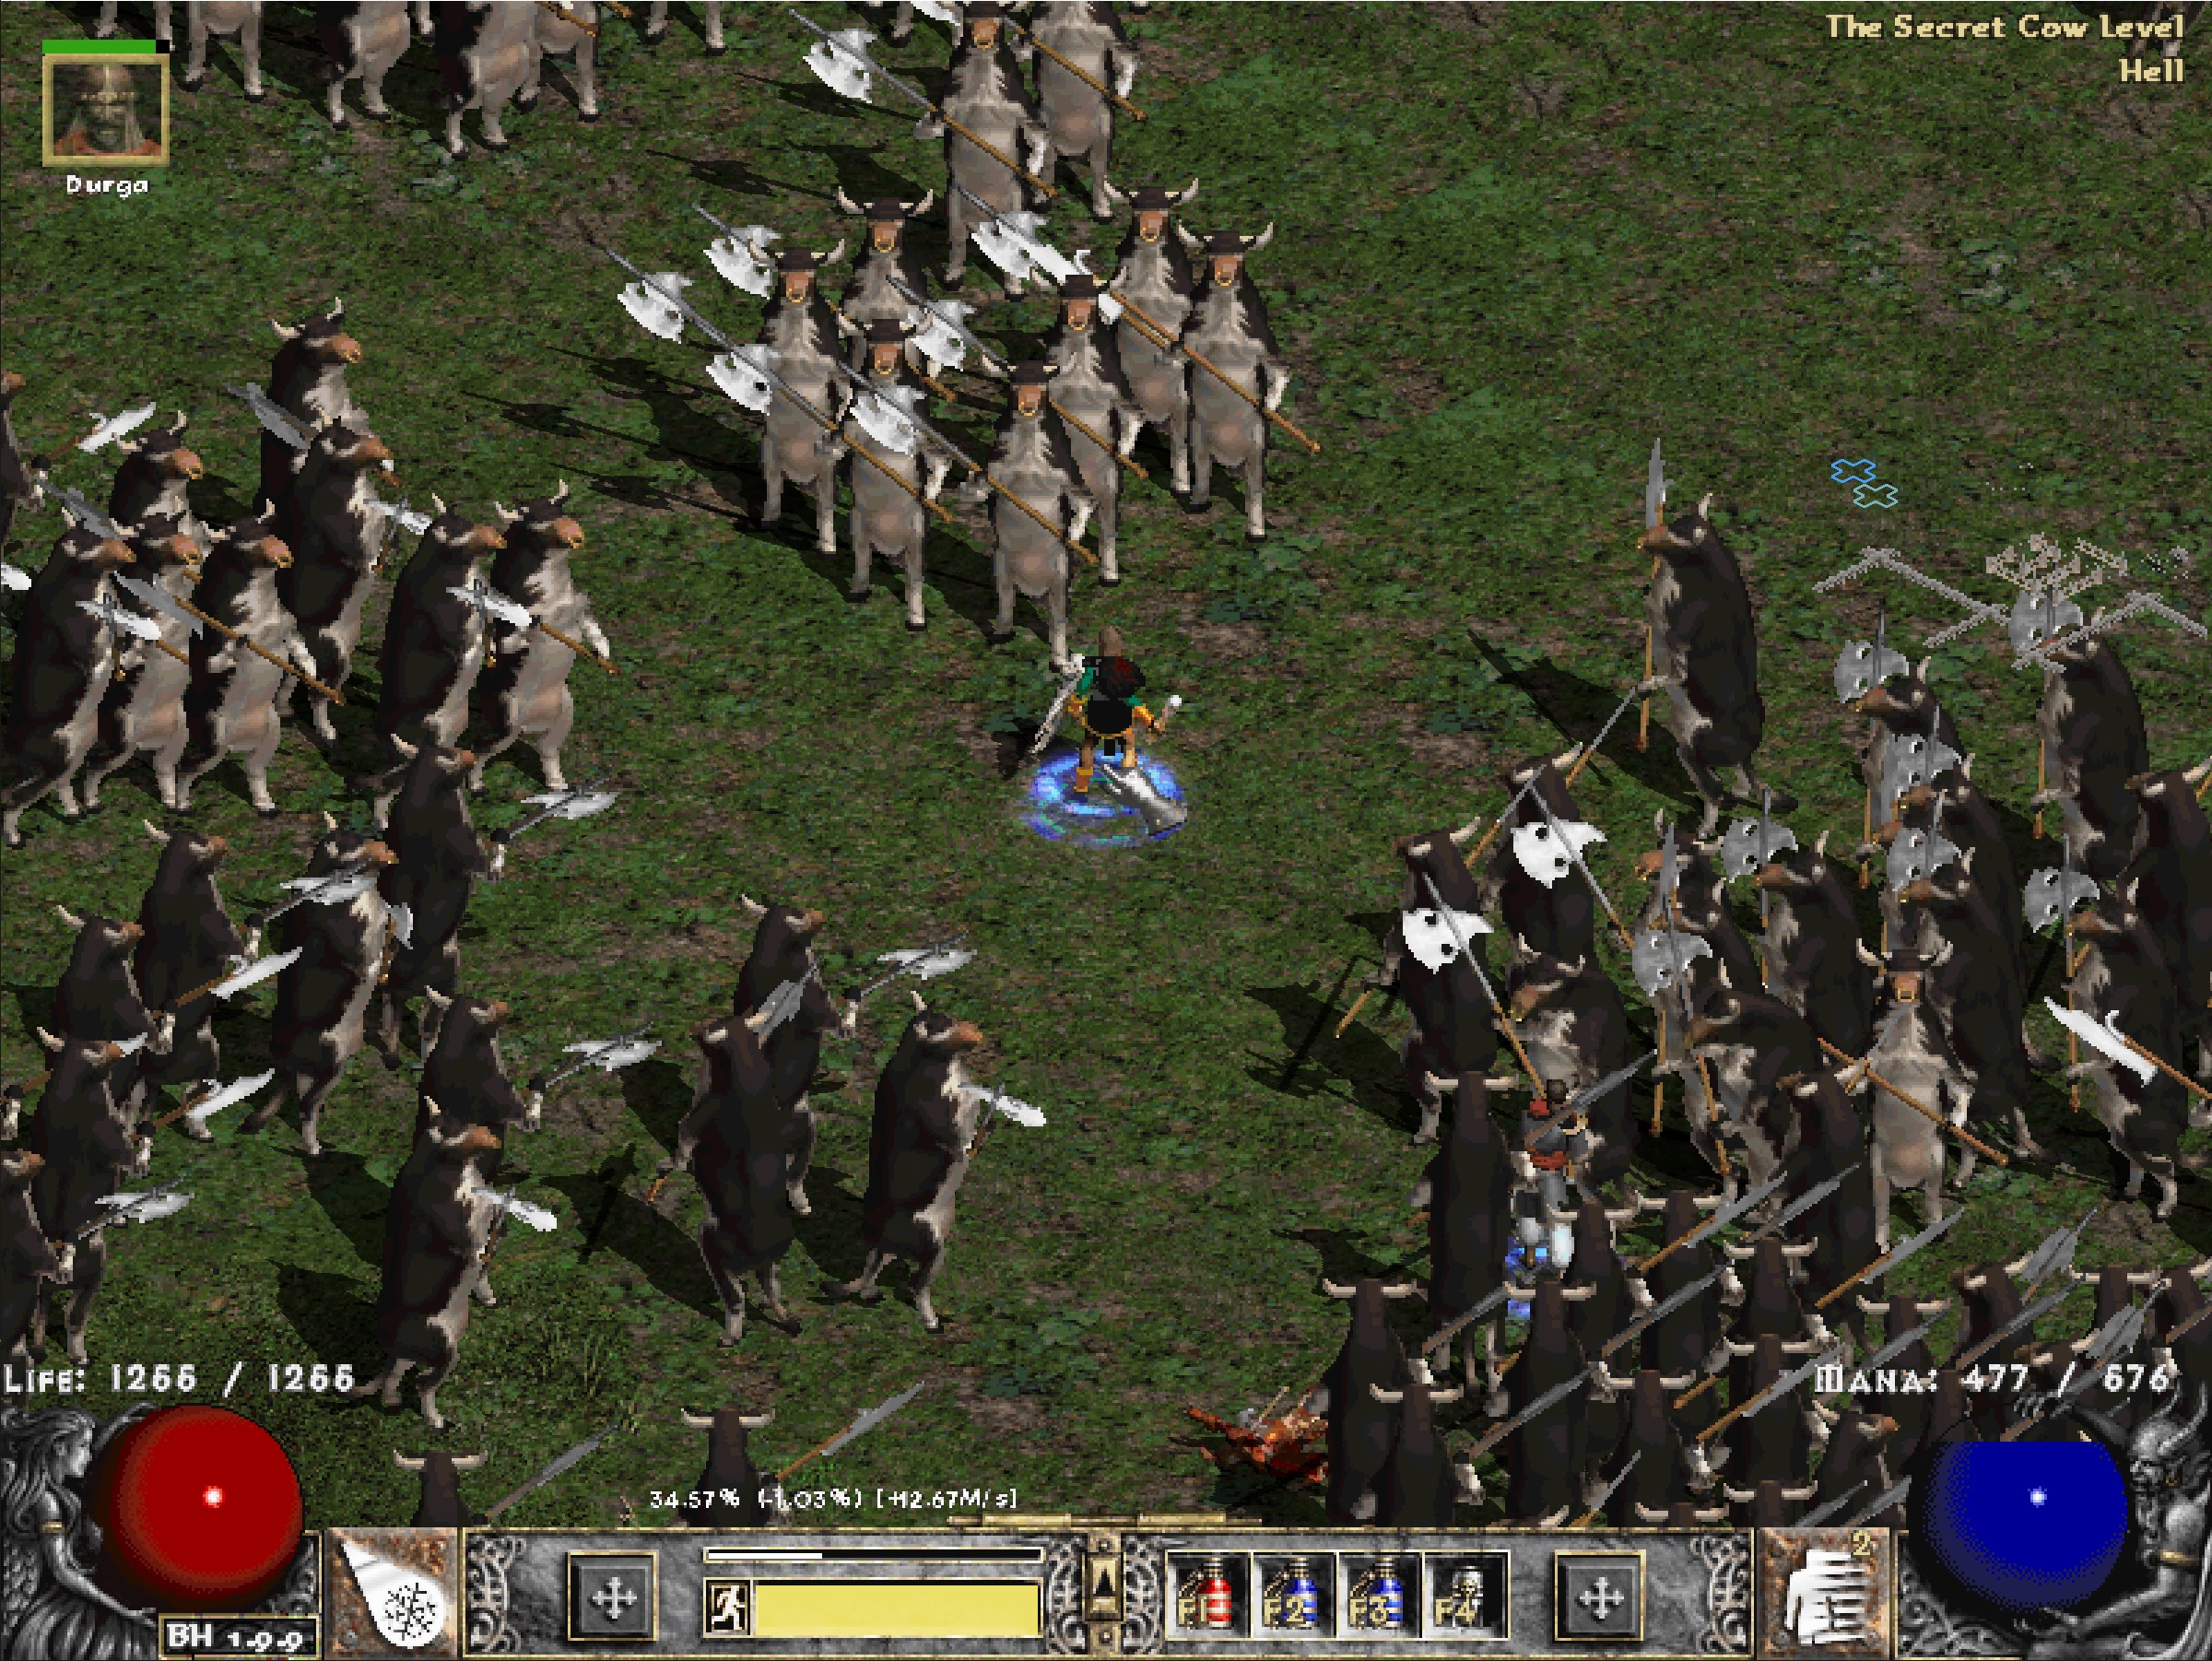 The Secret Cow Level
Hell
Durga
Life: 1266 / 1266
Mana: 477 / 676
34.57% (-1.03%) [+12.67M/s]
BH 1.9.9
F1
F2
F3
F4
2